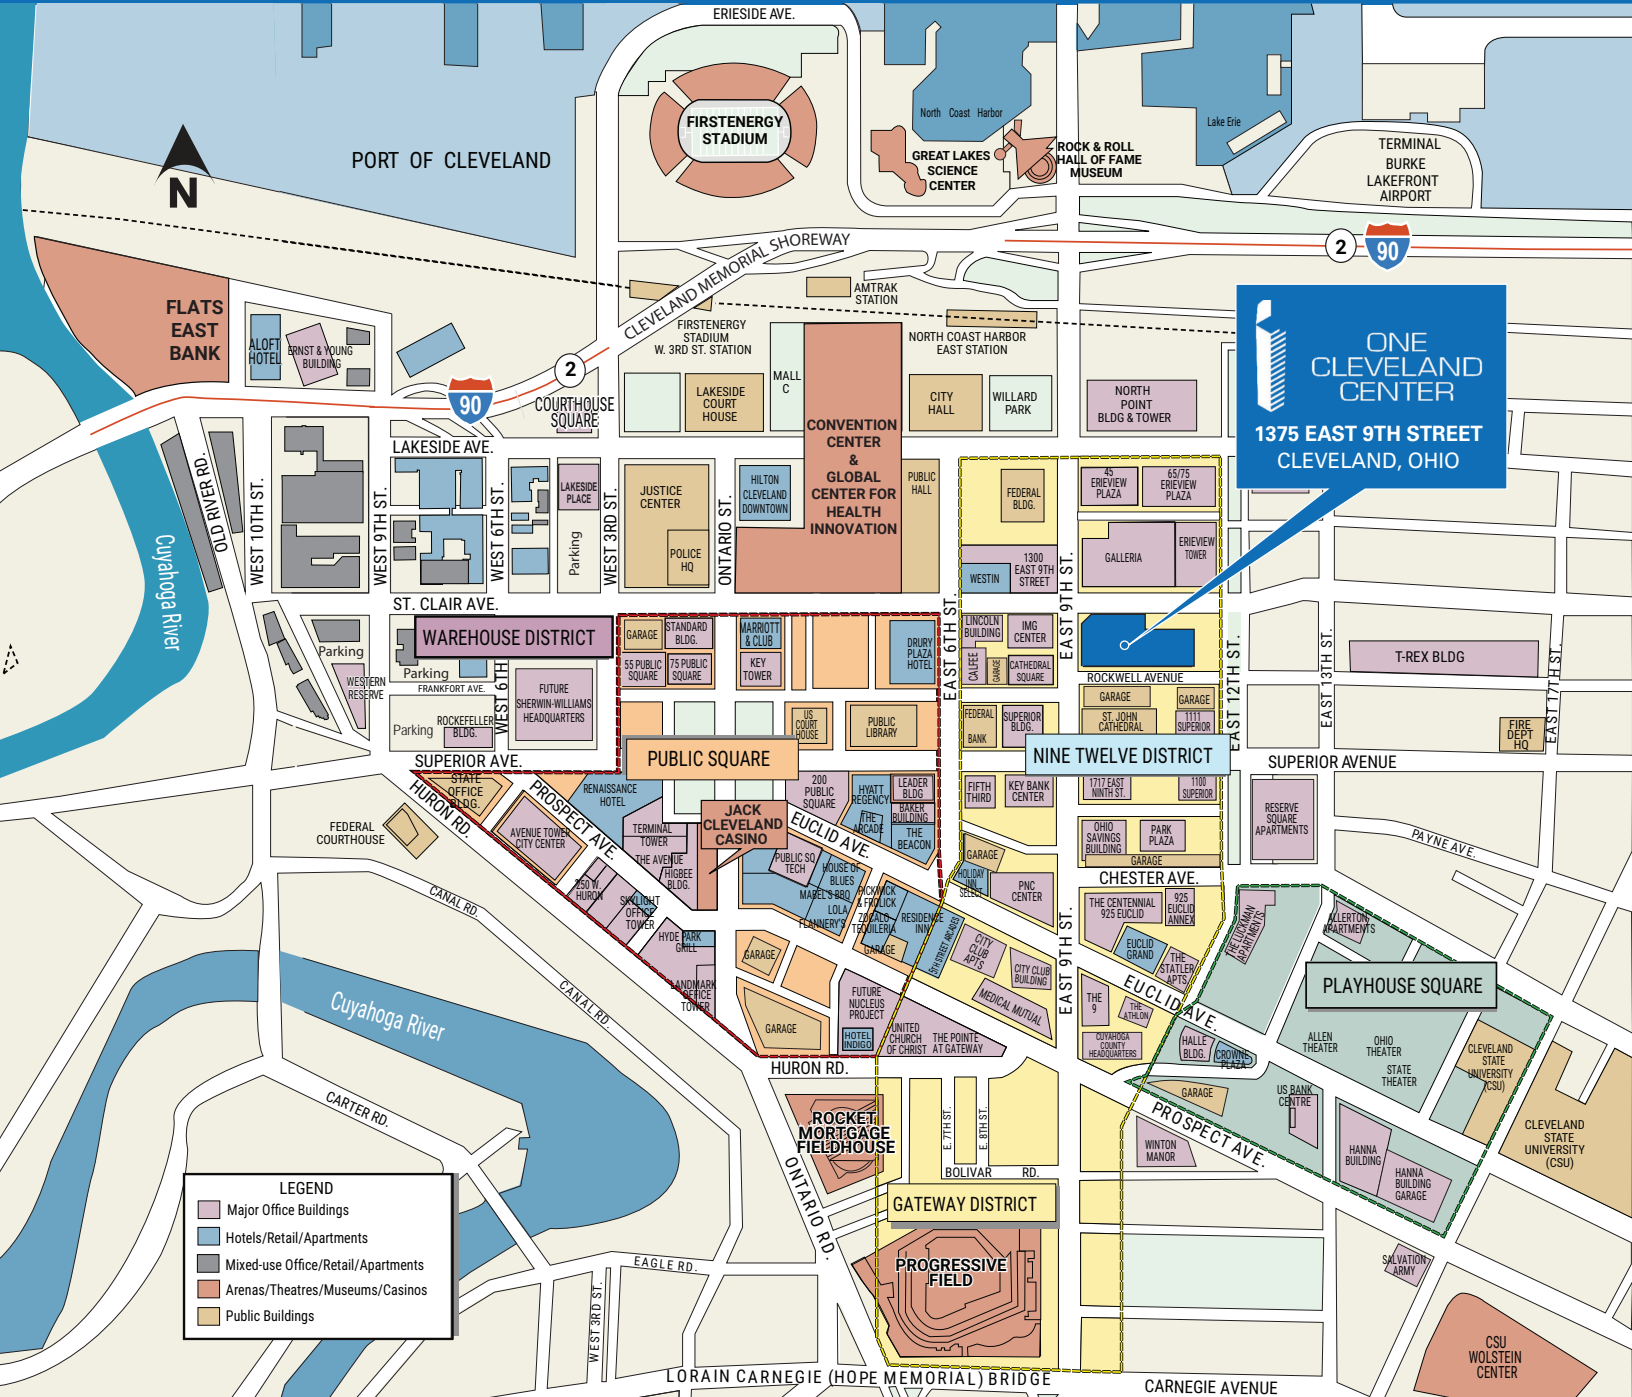 ERIESIDE AVE.
FIRSTENERGY
STADIUM
North Coast Harbor
Lake Erie
PORT OF CLEVELAND
N
GREAT LAKES
SCIENCE
CENTER
ROCK & ROLL
HALL OF FAME
MUSEUM
TERMINAL
BURKE
LAKEFRONT
AIRPORT
CLEVELAND MEMORIAL SHOREWAY
2
90
AMTRAK
STATION
FLATS
EAST
BANK
ALOFT
HOTEL
ERNST & YOUNG
BUILDING
FIRSTENERGY
STADIUM
W. 3RD ST. STATION
NORTH COAST HARBOR
EAST STATION
ONE
CLEVELAND
CENTER
1375 EAST 9TH STREET
CLEVELAND, OHIO
2
90
COURTHOUSE
SQUARE
LAKESIDE
COURT
HOUSE
MALL
C
CITY
HALL
WILLARD
PARK
NORTH
POINT
BLDG & TOWER
CONVENTION
CENTER
&
GLOBAL
CENTER FOR
HEALTH
INNOVATION
LAKESIDE AVE.
OLD RIVER RD.
WEST 10TH ST.
WEST 9TH ST.
WEST 6TH ST.
LAKESIDE
PLACE
Parking
WEST 3RD ST.
JUSTICE
CENTER
POLICE
HQ
ONTARIO ST.
HILTON
CLEVELAND
DOWNTOWN
PUBLIC
HALL
FEDERAL
BLDG.
45
ERIEVIEW
PLAZA
65/75
ERIEVIEW
PLAZA
Cuyahoga River
1300
EAST 9TH
STREET
WESTIN
EAST 9TH ST.
GALLERIA
ERIEVIEW
TOWER
ST. CLAIR AVE.
WAREHOUSE DISTRICT
GARAGE
STANDARD
BLDG.
MARRIOTT
& CLUB
DRURY
PLAZA
HOTEL
EAST 6TH ST.
LINCOLN
BUILDING
IMG
CENTER
Parking
Parking
WESTERN
RESERVE
FRANKFORT AVE.
WEST 6TH
55 PUBLIC
SQUARE
75 PUBLIC
SQUARE
KEY
TOWER
CALFEE
GARAGE
CATHEDRAL
SQUARE
ROCKWELL AVENUE
EAST 12TH ST.
EAST 13TH ST.
T-REX BLDG
EAST 17TH ST.
FUTURE
SHERWIN-WILLIAMS
HEADQUARTERS
Parking
ROCKEFELLER
BLDG.
US
COURT
HOUSE
PUBLIC
LIBRARY
FEDERAL
BANK
SUPERIOR
BLDG.
GARAGE
GARAGE
ST. JOHN
CATHEDRAL
1111
SUPERIOR
FIRE
DEPT
HQ
SUPERIOR AVE.
PUBLIC SQUARE
NINE TWELVE DISTRICT
SUPERIOR AVENUE
STATE
OFFICE
BLDG.
HURON RD.
PROSPECT AVE.
RENAISSANCE
HOTEL
200
PUBLIC
SQUARE
HYATT
REGENCY
THE
ARCADE
LEADER
BLDG
BAKER
BUILDING
THE
BEACON
FIFTH
THIRD
KEY BANK
CENTER
1717 EAST
NINTH ST.
1100
SUPERIOR
JACK
CLEVELAND
CASINO
EUCLID AVE.
FEDERAL
COURTHOUSE
AVENUE TOWER
CITY CENTER
TERMINAL
TOWER
THE AVENUE
HIGBEE
BLDG.
OHIO
SAVINGS
BUILDING
PARK
PLAZA
GARAGE
RESERVE
SQUARE
APARTMENTS
PAYNE AVE.
PUBLIC SQ
TECH
HOUSE OF
BLUES
MABEL'S BBQ
LOLA
FLANNERY'S
GARAGE
HOLIDAY
INN
SELECT
PNC
CENTER
CHESTER AVE.
CANAL RD.
250 W.
HURON
SKYLIGHT
OFFICE
TOWER
PICKWICK
& FROLICK
ZOCALO
TEQUILERIA
GARAGE
RESIDENCE
INN
5TH STREET ARCADES
THE CENTENNIAL
925 EUCLID
925
EUCLID
ANNEX
THE LUCKMAN
APARTMENTS
ALLERTON
APARTMENTS
HYDE PARK
GRILL
GARAGE
CITY
CLUB
APTS
CITY CLUB
BUILDING
EAST 9TH ST.
EUCLID
GRAND
THE
STATLER
APTS
PLAYHOUSE SQUARE
LANDMARK
OFFICE
TOWER
FUTURE
NUCLEUS
PROJECT
MEDICAL MUTUAL
THE
9
THE
ATHLON
EUCLID AVE.
Cuyahoga River
CANAL RD.
GARAGE
HOTEL
INDIGO
UNITED
CHURCH
OF CHRIST
THE POINTE
AT GATEWAY
CUYAHOGA
COUNTY
HEADQUARTERS
HALLE
BLDG.
CROWNE
PLAZA
ALLEN
THEATER
OHIO
THEATER
STATE
THEATER
CLEVELAND
STATE
UNIVERSITY
(CSU)
HURON RD.
CARTER RD.
ROCKET
MORTGAGE
FIELDHOUSE
E. 7TH ST.
E. 8TH ST.
BOLIVAR RD.
GARAGE
US BANK
CENTRE
PROSPECT AVE.
WINTON
MANOR
HANNA
BUILDING
HANNA
BUILDING
GARAGE
CLEVELAND
STATE
UNIVERSITY
(CSU)
ONTARIO RD.
GATEWAY DISTRICT
LEGEND
Major Office Buildings
Hotels/Retail/Apartments
Mixed-use Office/Retail/Apartments
Arenas/Theatres/Museums/Casinos
Public Buildings
EAGLE RD.
WEST 3RD ST.
PROGRESSIVE
FIELD
SALVATION
ARMY
CSU
WOLSTEIN
CENTER
LORAIN CARNEGIE (HOPE MEMORIAL) BRIDGE
CARNEGIE AVENUE